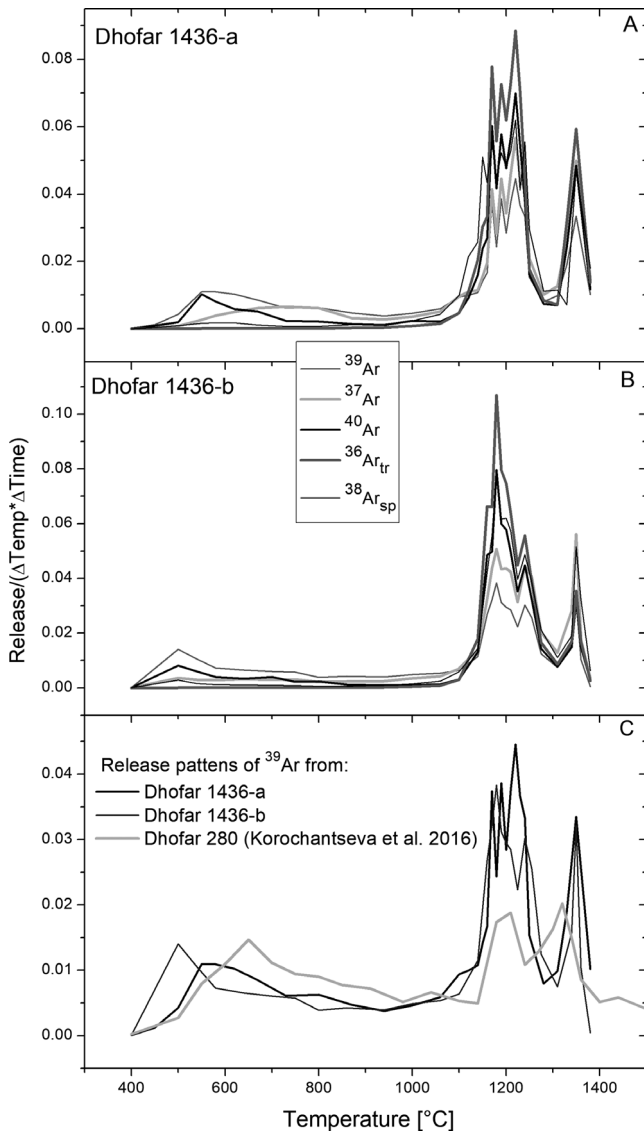 A
Dhofar 1436-a
0.08
0.06
0.04
0.02
0.00
B
Dhofar 1436-b
³⁹Ar
³⁷Ar
⁴⁰Ar
³⁶Ar_tr
³⁸Ar_sp
0.10
0.08
0.06
0.04
0.02
0.00
Release/(ΔTemp*ΔTime)
C
Release pattens of ³⁹Ar from:
Dhofar 1436-a
Dhofar 1436-b
Dhofar 280 (Korochantseva et al. 2016)
0.04
0.03
0.02
0.01
0.00
400 600 800 1000 1200 1400
Temperature [°C]